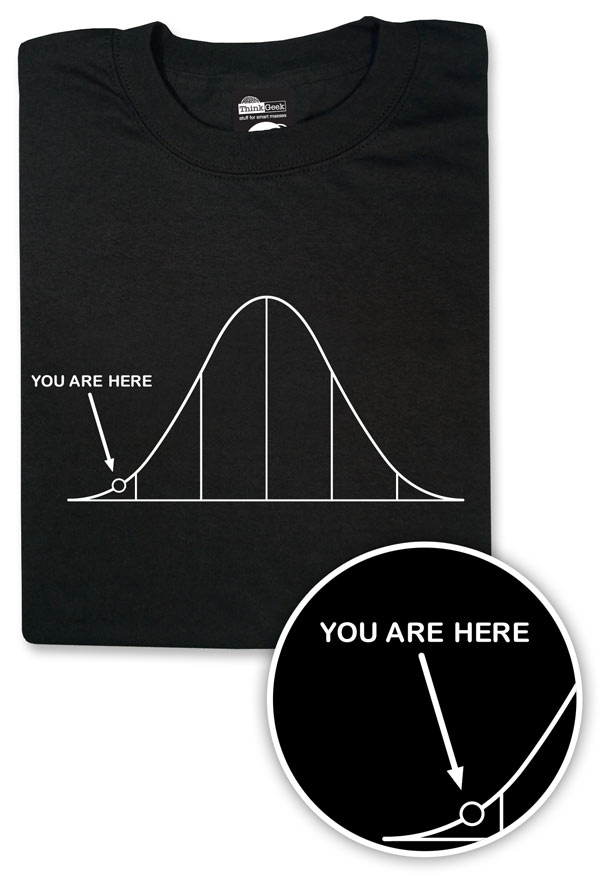 ThinkGeek
stuff for smart masses
YOU ARE HERE
YOU ARE HERE